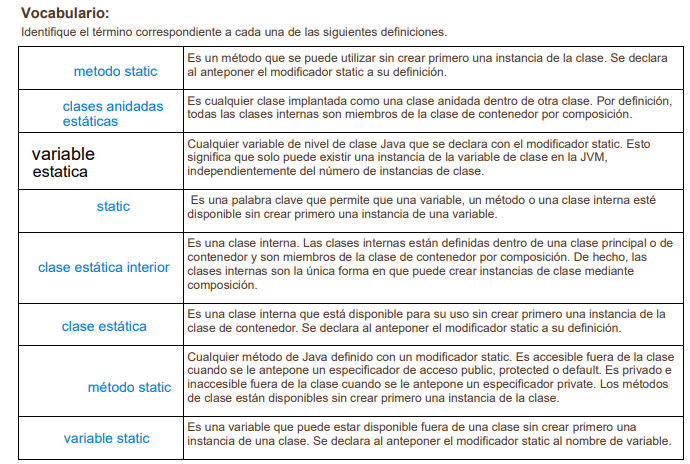 Vocabulario:
Identifique el término correspondiente a cada una de las siguientes definiciones.
metodo static
Es un método que se puede utilizar sin crear primero una instancia de la clase. Se declara
al anteponer el modificador static a su definición.
clases anidadas
estáticas
Es cualquier clase implantada como una clase anidada dentro de otra clase. Por definición,
todas las clases internas son miembros de la clase de contenedor por composición.
variable
estatica
Cualquier variable de nivel de clase Java que se declara con el modificador static. Esto
significa que solo puede existir una instancia de la variable de clase en la JVM,
independientemente del número de instancias de clase.
static
Es una palabra clave que permite que una variable, un método o una clase interna esté
disponible sin crear primero una instancia de una variable.
clase estática interior
Es una clase interna. Las clases internas están definidas dentro de una clase principal o de
contenedor y son miembros de la clase de contenedor por composición. De hecho, las
clases internas son la única forma en que puede crear instancias de clase mediante
composición.
clase estática
Es una clase interna que está disponible para su uso sin crear primero una instancia de la
clase de contenedor. Se declara al anteponer el modificador static a su definición.
método static
Cualquier método de Java definido con un modificador static. Es accesible fuera de la clase
cuando se le antepone un especificador de acceso public, protected o default. Es privado e
inaccesible fuera de la clase cuando se le antepone un especificador private. Los métodos
de clase están disponibles sin crear primero una instancia de la clase.
variable static
Es una variable que puede estar disponible fuera de una clase sin crear primero una
instancia de una clase. Se declara al anteponer el modificador static al nombre de variable.